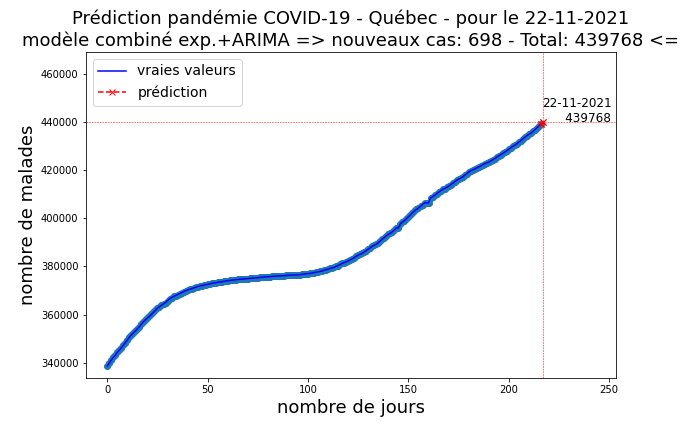 Prédiction pandémie COVID-19 - Québec - pour le 22-11-2021
modèle combiné exp.+ARIMA => nouveaux cas: 698 - Total: 439768 <=
vraies valeurs
prédiction
22-11-2021
439768
nombre de malades
460000
440000
420000
400000
380000
360000
340000
0 50 100 150 200 250
nombre de jours